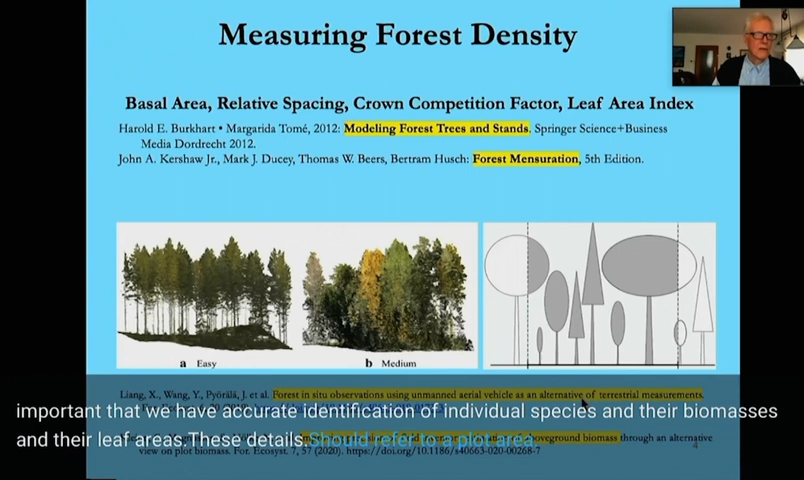 Measuring Forest Density
Basal Area, Relative Spacing, Crown Competition Factor, Leaf Area Index
Harold E. Burkhart • Margarida Tomé, 2012: Modeling Forest Trees and Stands. Springer Science+Business
Media Dordrecht 2012.
John A. Kershaw Jr., Mark J. Ducey, Thomas W. Beers, Bertram Husch: Forest Mensuration, 5th Edition.
a Easy
b Medium
Liang, X., Wang, Y., Pyörälä, J. et al. Forest in situ observations using unmanned aerial vehicle as an alternative of terrestrial measurements.
important that we have accurate identification of individual species and their biomasses
and their leaf areas.These details.Should refer to a plot area.
aboveground biomass through an alternative
view on plot biomass. For. Ecosyst. 7, 57 (2020). https://doi.org/10.1186/s40663-020-00268-7
4